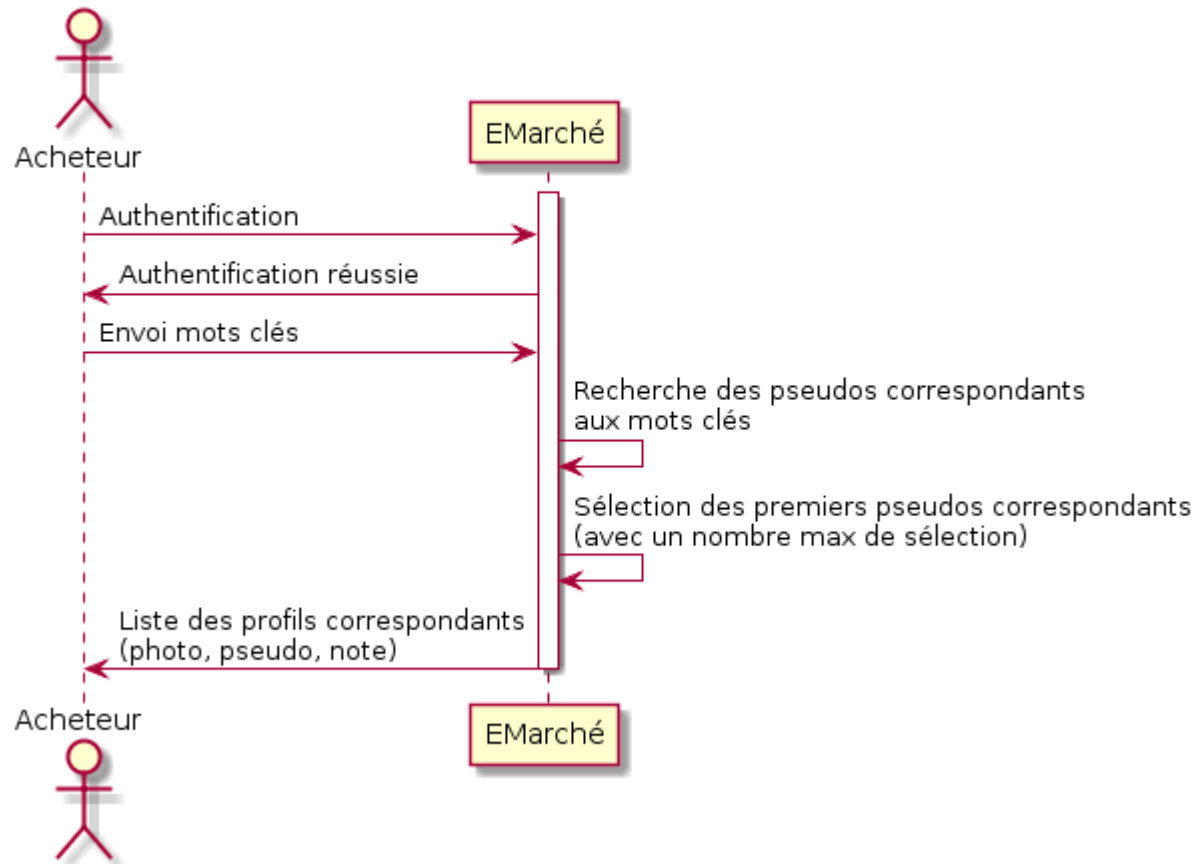 Acheteur
EMarché
Authentification
Authentification réussie
Envoi mots clés
Recherche des pseudos correspondants
aux mots clés
Sélection des premiers pseudos correspondants
(avec un nombre max de sélection)
Liste des profils correspondants
(photo, pseudo, note)
Acheteur
EMarché